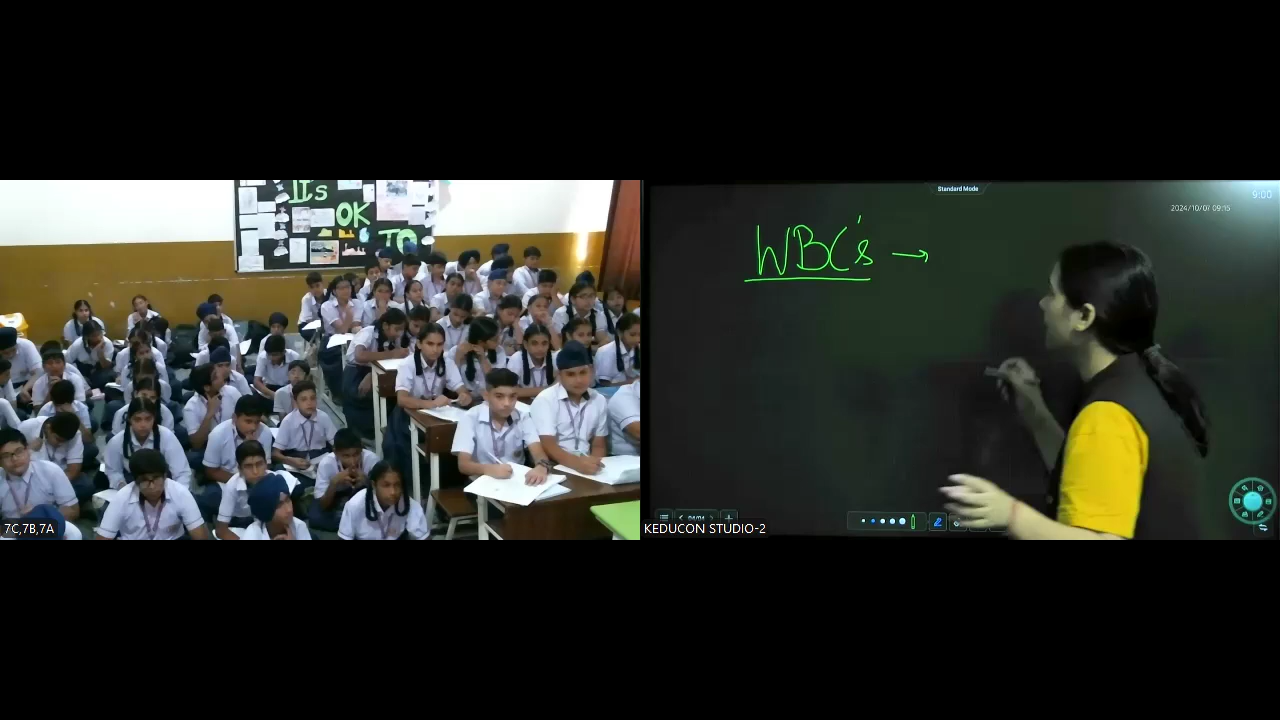 It's
OK
TO
7C,7B,7A
Standard Mode
9:00
2024/10/07 09:15
WBC's →
KEDUCON STUDIO-2